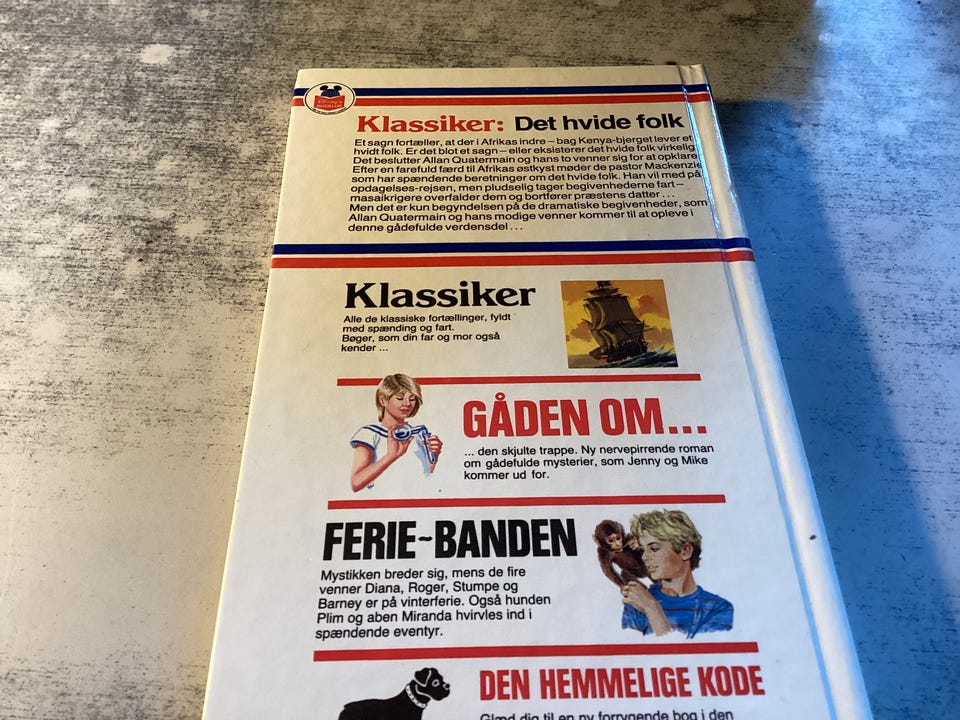 Klassiker: Det hvide folk
Et sagn fortæller, at der i Afrikas indre – bag Kenya-bjerget lever et
hvidt folk. Er det blot et sagn – eller eksisterer det hvide folk virkelig
Det beslutter Allan Quatermain og hans to venner sig for at opklare
Efter en farefuld færd til Afrikas østkyst møder de pastor Mackenzie
som har spændende beretninger om det hvide folk. Han vil med på
opdagelses-rejsen, men pludselig tager begivenhederne fart –
masaikrigere overfalder dem og bortfører præstens datter ...
Men det er kun begyndelsen på de dramatiske begivenheder, som
Allan Quatermain og hans modige venner kommer til at opleve i
denne gådefulde verdensdel ...
Klassiker
Alle de klassiske fortællinger, fyldt
med spænding og fart.
Bøger, som din far og mor også
kender ...
GÅDEN OM...
... den skjulte trappe. Ny nervepirrende roman
om gådefulde mysterier, som Jenny og Mike
kommer ud for.
FERIE-BANDEN
Mystikken breder sig, mens de fire
venner Diana, Roger, Stumpe og
Barney er på vinterferie. Også hunden
Plim og aben Miranda hvirvles ind i
spændende eventyr.
DEN HEMMELIGE KODE
Glæd dig til en ny forrygende bog i den